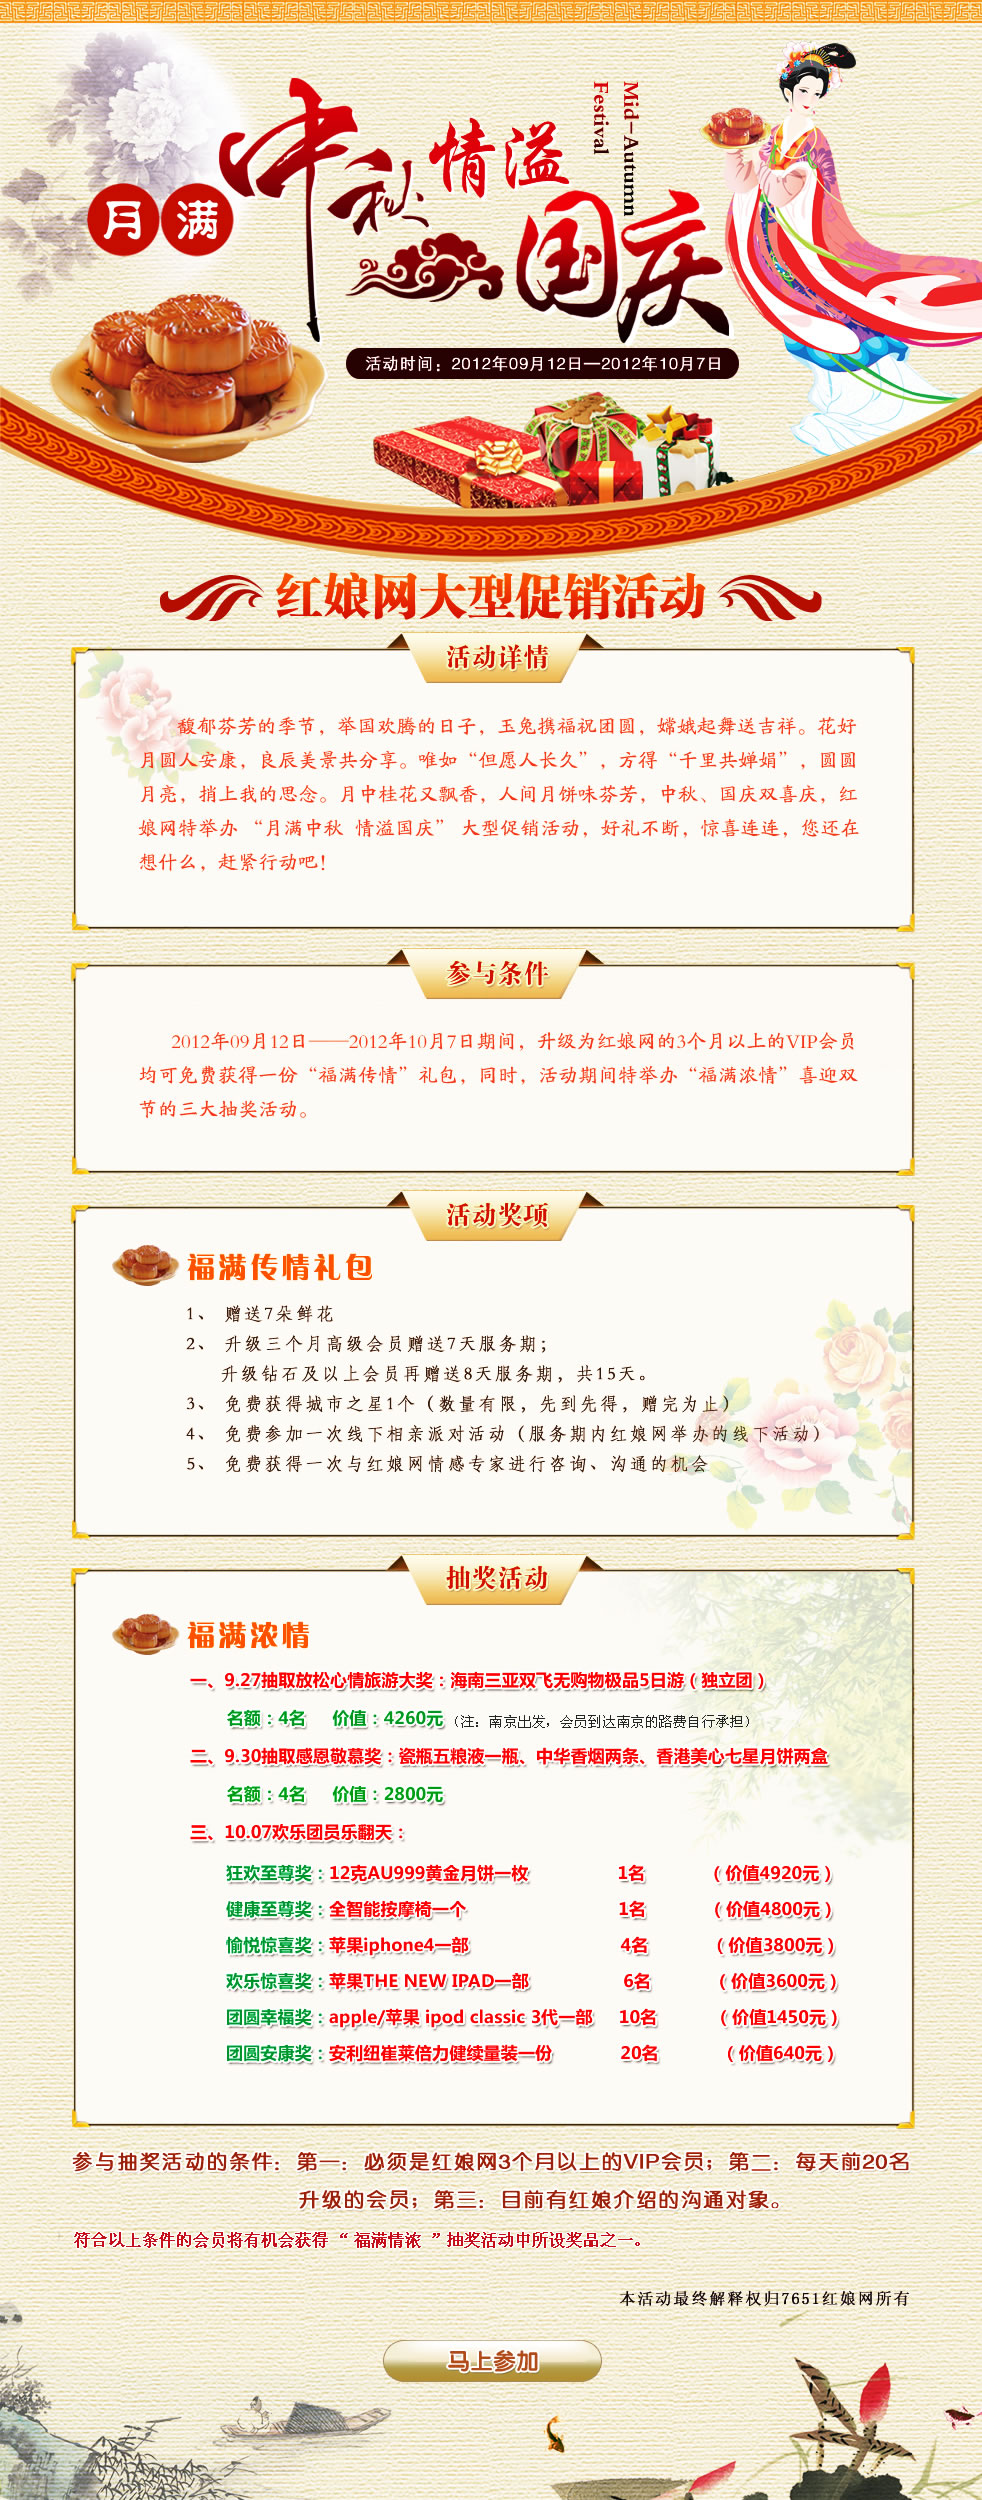 月满
中秋
情溢
国庆
Mid-Autumn
Festival
活动时间：2012年09月12日—2012年10月7日
红娘网大型促销活动
活动详情
馥郁芬芳的季节，举国欢腾的日子，玉兔携福祝团圆，嫦娥起舞送吉祥。花好
月圆人安康，良辰美景共分享。唯如“但愿人长久”，方得“千里共婵娟”，圆圆
月亮，捎上我的思念。月中桂花又飘香，人间月饼味芬芳，中秋、国庆双喜庆，红
娘网特举办 “月满中秋 情溢国庆” 大型促销活动，好礼不断，惊喜连连，您还在
想什么，赶紧行动吧！
参与条件
2012年09月12日——2012年10月7日期间，升级为红娘网的3个月以上的VIP会员
均可免费获得一份“福满传情”礼包，同时，活动期间特举办“福满浓情”喜迎双
节的三大抽奖活动。
活动奖项
福满传情礼包
1、 赠送7朵鲜花
2、 升级三个月高级会员赠送7天服务期；
升级钻石及以上会员再赠送8天服务期，共15天。
3、 免费获得城市之星1个（数量有限，先到先得，赠完为止）
4、 免费参加一次线下相亲派对活动（服务期内红娘网举办的线下活动）
5、 免费获得一次与红娘网情感专家进行咨询、沟通的机会
抽奖活动
福满浓情
一、9.27抽取放松心情旅游大奖：海南三亚双飞无购物极品5日游（独立团）
名额：4名 价值：4260元（注：南京出发，会员到达南京的路费自行承担）
二、9.30抽取感恩敬慕奖：瓷瓶五粮液一瓶、中华香烟两条、香港美心七星月饼两盒
名额：4名 价值：2800元
三、10.07欢乐团员乐翻天：
狂欢至尊奖：12克AU999黄金月饼一枚 1名 （价值4920元）
健康至尊奖：全智能按摩椅一个 1名 （价值4800元）
愉悦惊喜奖：苹果iphone4一部 4名 （价值3800元）
欢乐惊喜奖：苹果THE NEW IPAD一部 6名 （价值3600元）
团圆幸福奖：apple/苹果 ipod classic 3代一部 10名 （价值1450元）
团圆安康奖：安利纽崔莱倍力健续量装一份 20名 （价值640元）
参与抽奖活动的条件：第一：必须是红娘网3个月以上的VIP会员；第二：每天前20名
升级的会员；第三：目前有红娘介绍的沟通对象。
符合以上条件的会员将有机会获得“福满情浓 ”抽奖活动中所设奖品之一。
本活动最终解释权归7651红娘网所有
马上参加